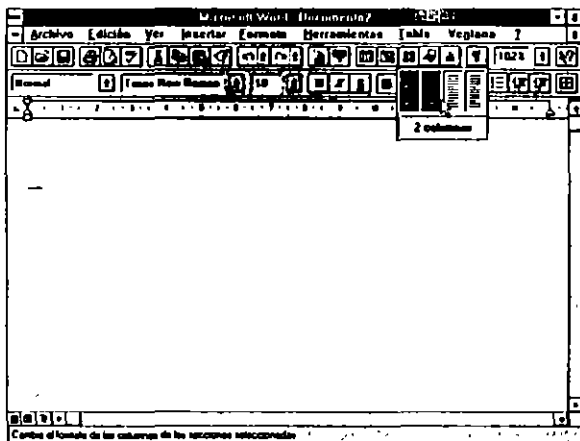 Microsoft Word - Documento2
Archivo Edición Ver Insertar Formato Herramientas Tabla Ventana ?
102%
Normal Times New Roman 10
2 columnas
Cambia el formato de las columnas de las secciones seleccionadas